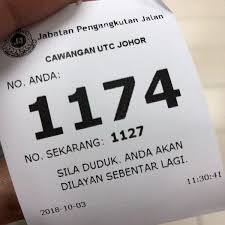 Jabatan Pengangkutan Jalan
CAWANGAN UTC JOHOR
NO. ANDA:
1174
NO. SEKARANG: 1127
SILA DUDUK. ANDA AKAN
DILAYAN SEBENTAR LAGI.
2018-10-03 11:30:41